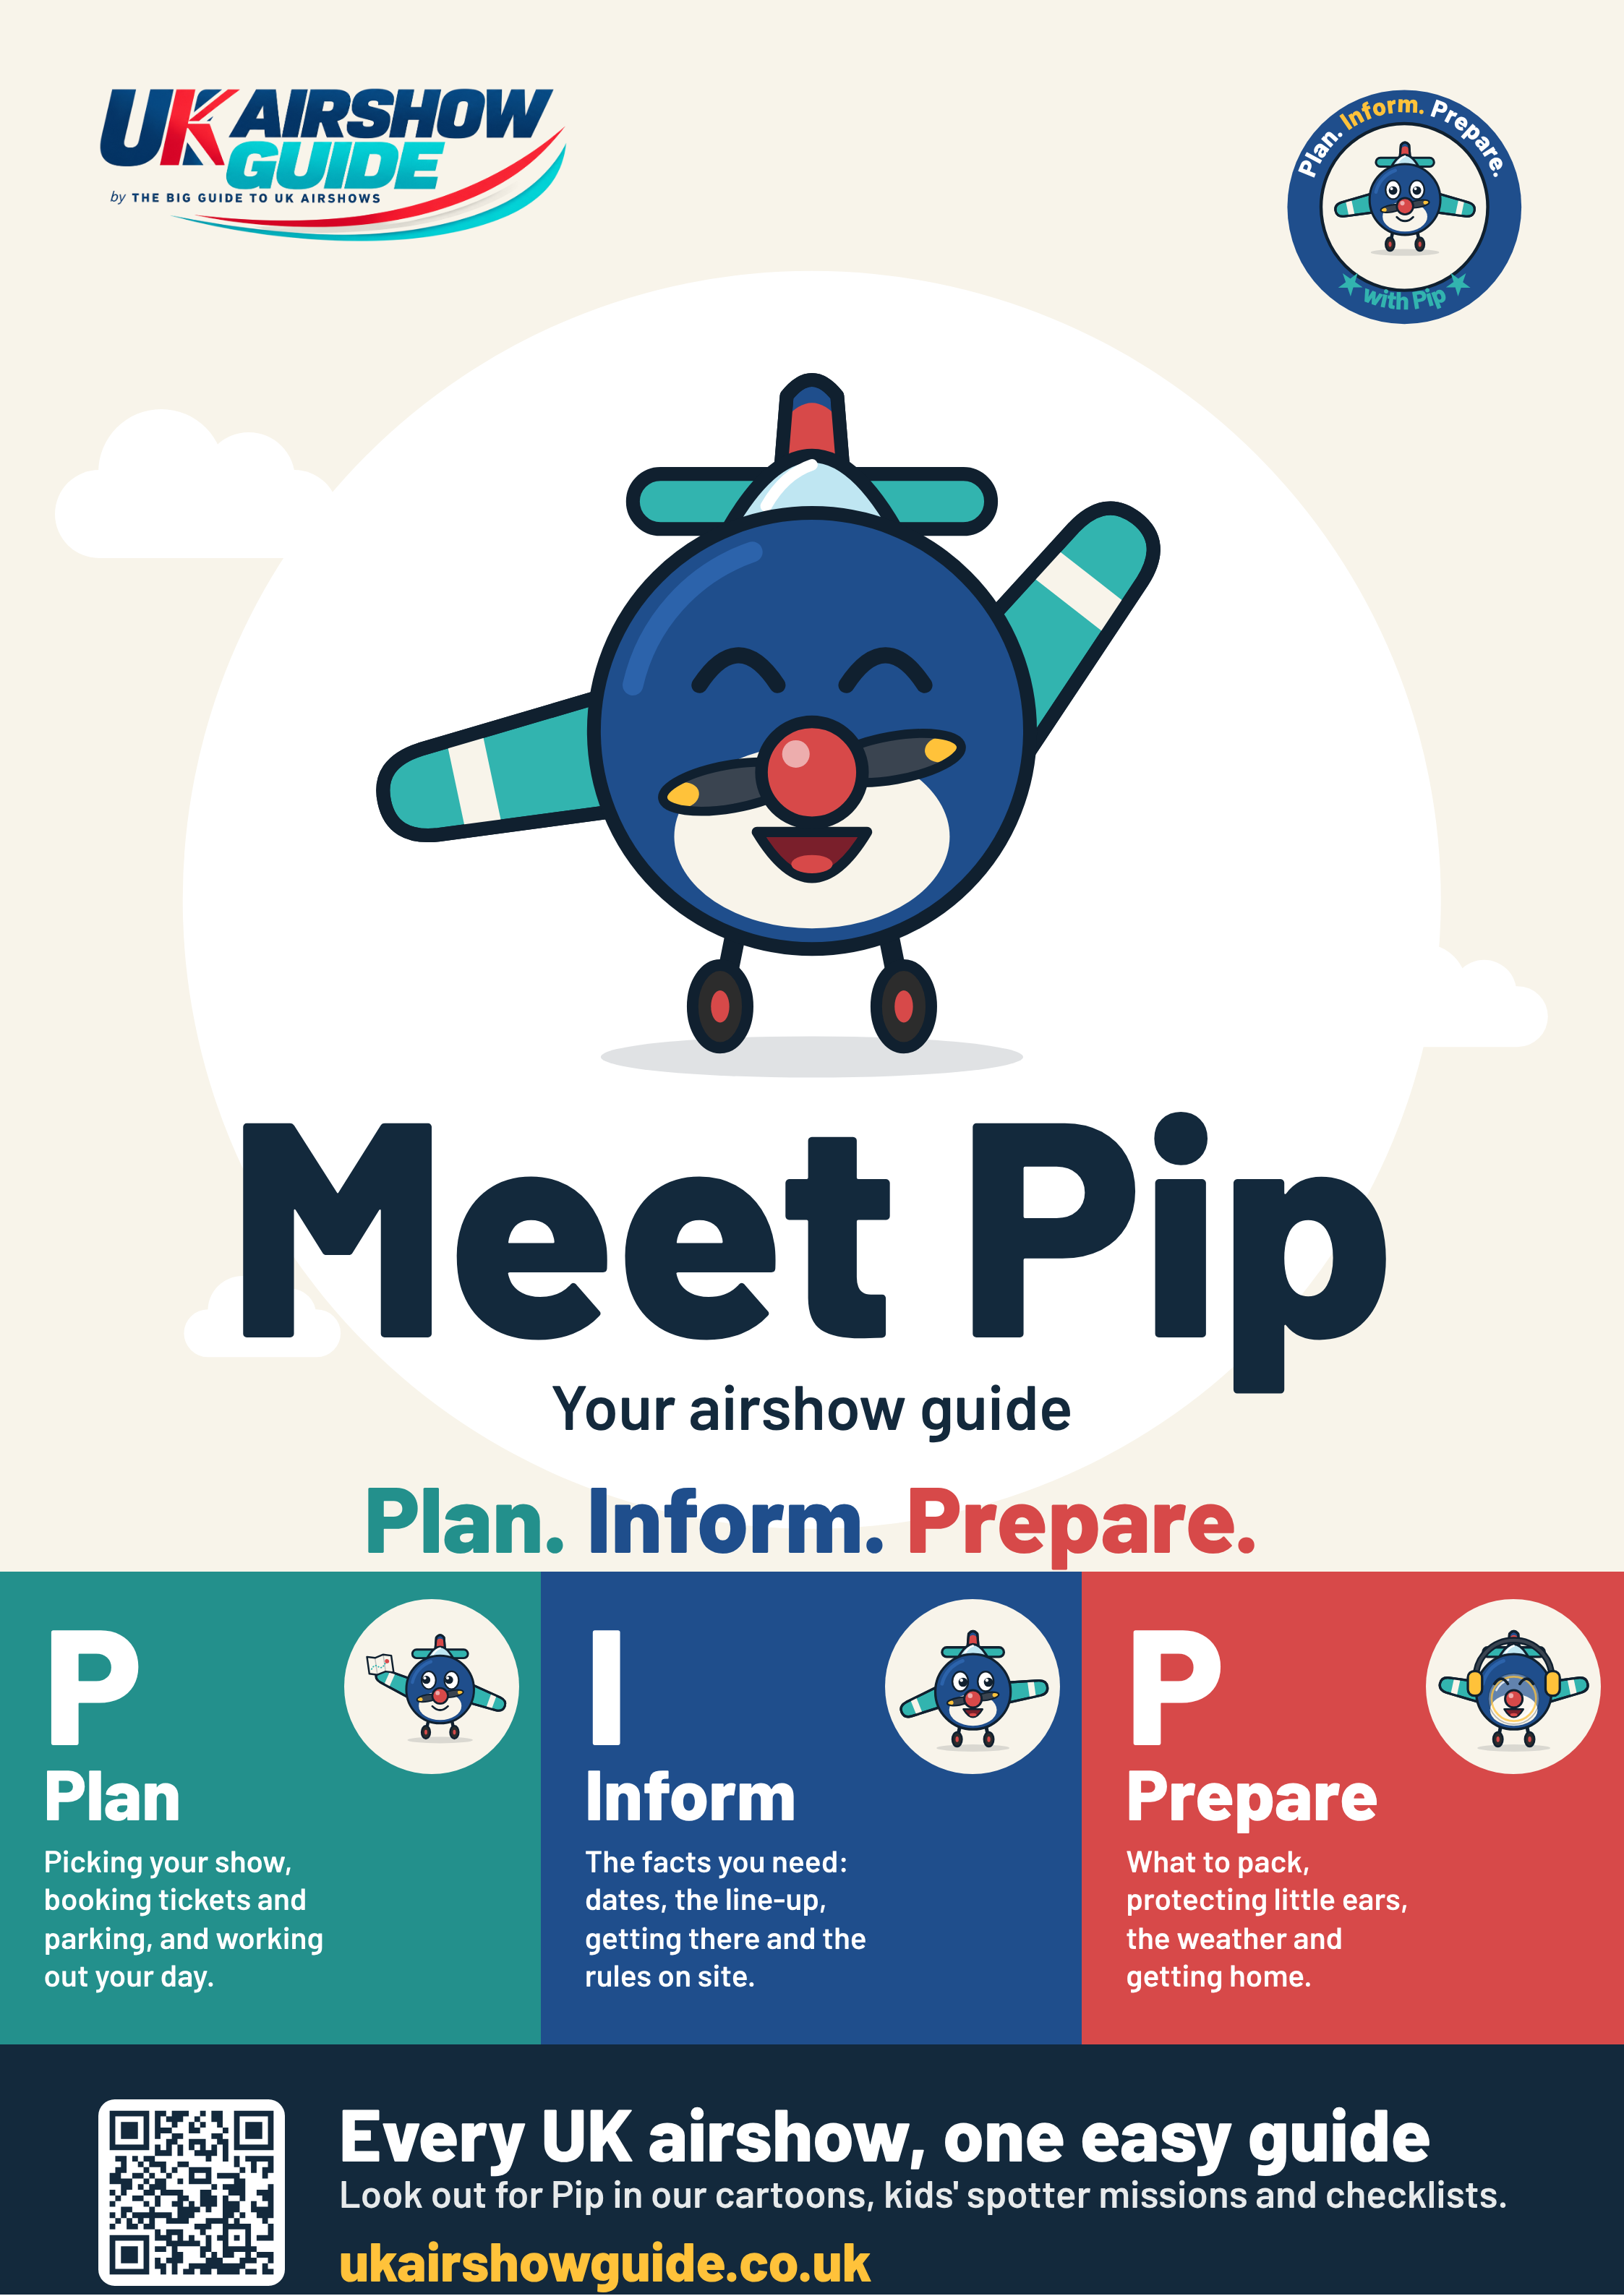 UK AIRSHOW
GUIDE
by THE BIG GUIDE TO UK AIRSHOWS
Plan. Inform. Prepare.
with Pip
Meet Pip
Your airshow guide
Plan. Inform. Prepare.
P
Plan
Picking your show,
booking tickets and
parking, and working
out your day.
I
Inform
The facts you need:
dates, the line-up,
getting there and the
rules on site.
P
Prepare
What to pack,
protecting little ears,
the weather and
getting home.
Every UK airshow, one easy guide
Look out for Pip in our cartoons, kids' spotter missions and checklists.
ukairshowguide.co.uk